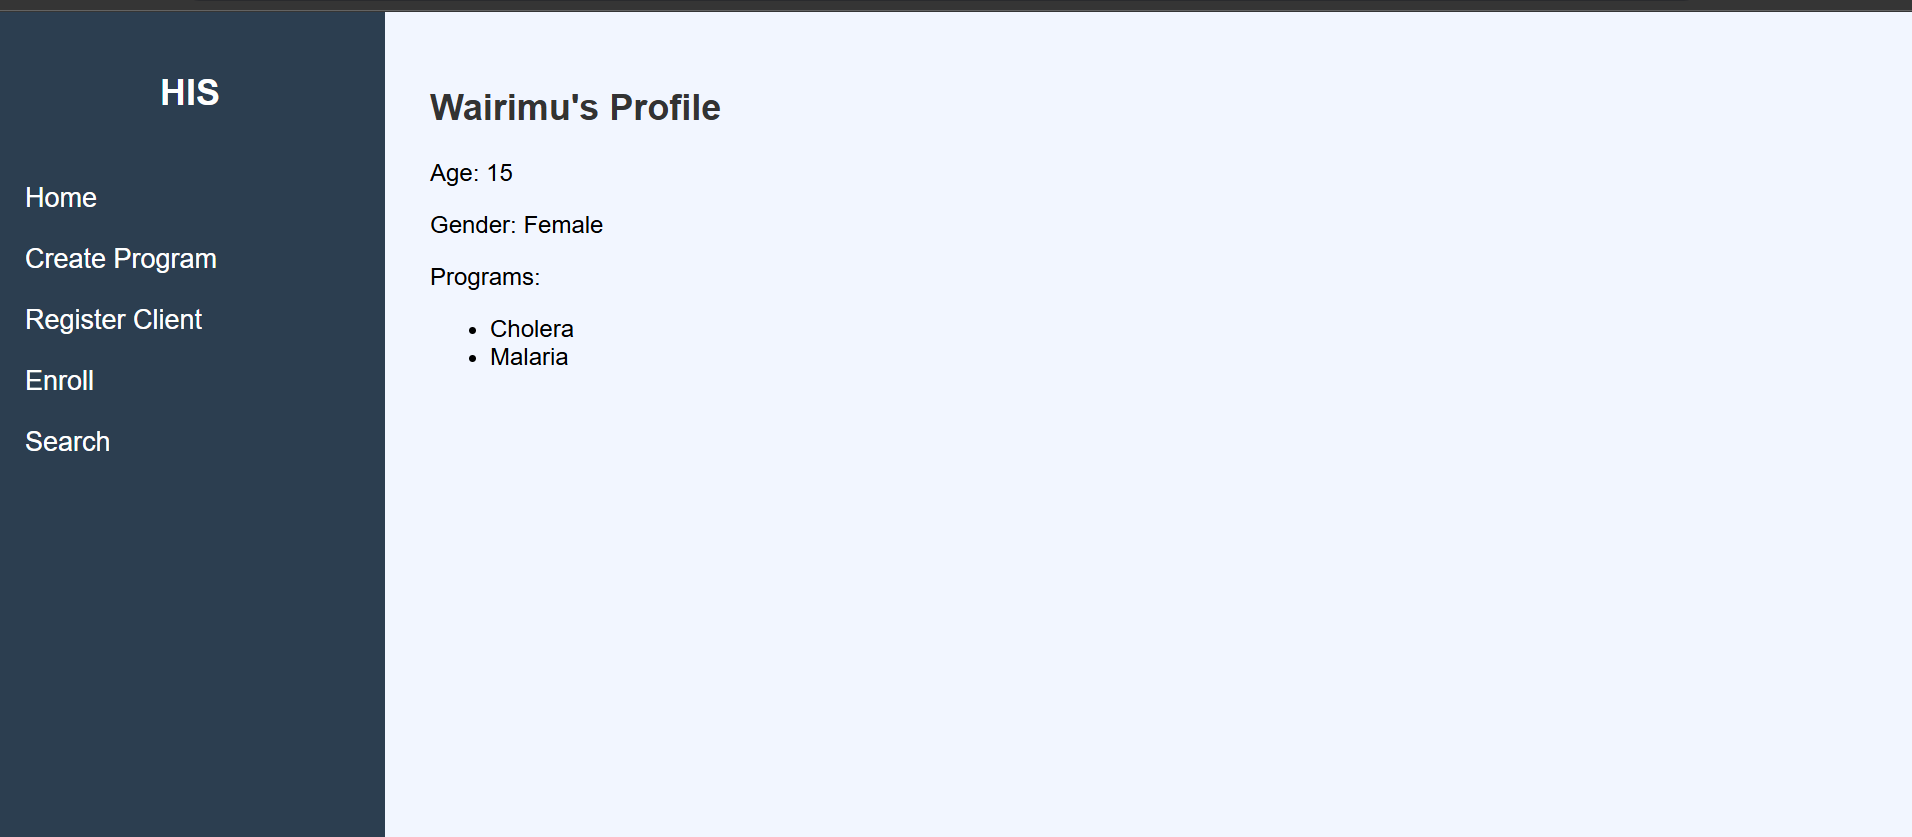 HIS
Home
Create Program
Register Client
Enroll
Search
Wairimu's Profile
Age: 15
Gender: Female
Programs:
Cholera
Malaria